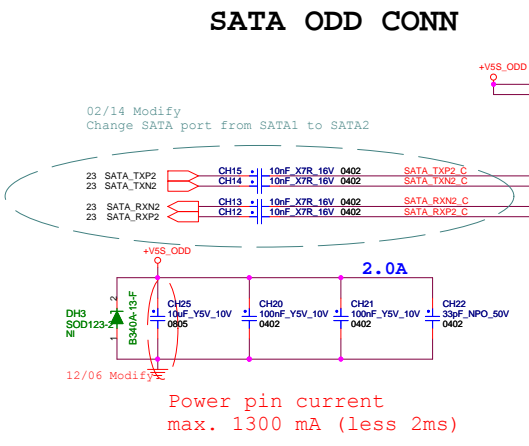 SATA ODD CONN
+V5S_ODD
02/14 Modify
Change SATA port from SATA1 to SATA2
23 SATA_TXP2 CH15 10nF_X7R_16V 0402 SATA_TXP2_C
23 SATA_TXN2 CH14 10nF_X7R_16V 0402 SATA_TXN2_C
23 SATA_RXN2 CH13 10nF_X7R_16V 0402 SATA_RXN2_C
23 SATA_RXP2 CH12 10nF_X7R_16V 0402 SATA_RXP2_C
+V5S_ODD
2.0A
DH3
SOD123-2
NI
1
2
B340A-13-F
CH25
10uF_Y5V_10V
0805
CH20
100nF_Y5V_10V
0402
CH21
100nF_Y5V_10V
0402
CH22
33pF_NPO_50V
0402
12/06 Modify
Power pin current
max. 1300 mA (less 2ms)